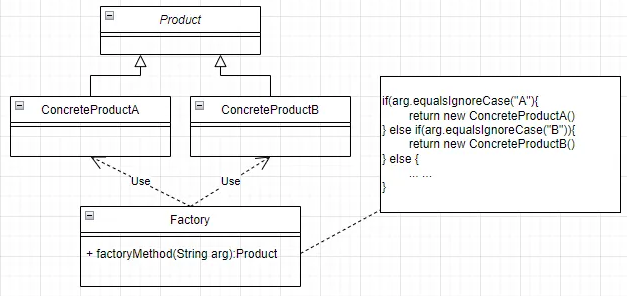 Product
ConcreteProductA
ConcreteProductB
Use
Use
Factory
+ factoryMethod(String arg):Product
if(arg.equalsIgnoreCase("A"){
return new ConcreteProductA()
} else if(arg.equalsIgnoreCase("B")){
return new ConcreteProductB()
} else {
... ...
}